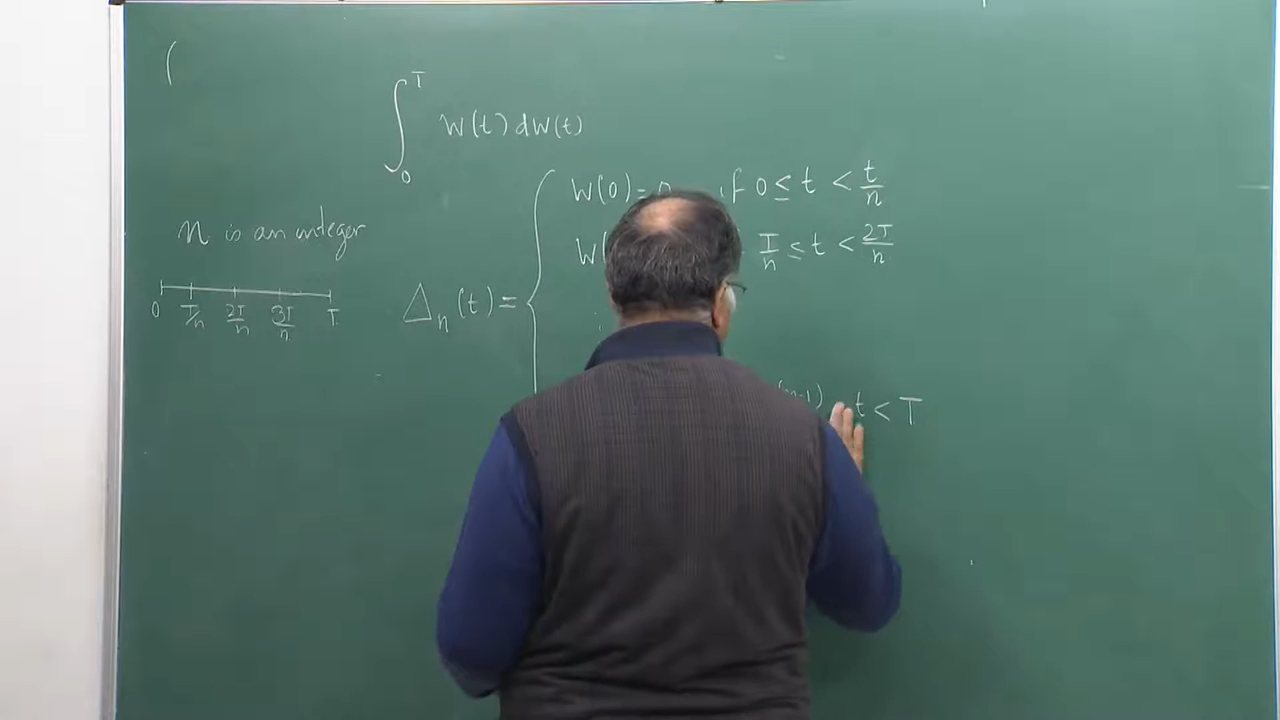 ∫₀ᵀ W(t) dW(t)
W(0) = 0 if 0 ≤ t < t/n
n is an integer
W( T/n ≤ t < 2T/n
0 T/n 2T/n 3T/n T
Δₙ(t) = {
t < T